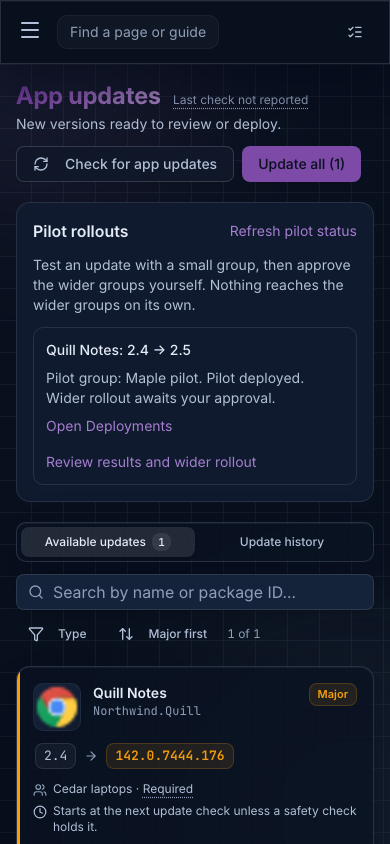 Find a page or guide
App updates Last check not reported
New versions ready to review or deploy.
Check for app updates Update all (1)
Pilot rollouts Refresh pilot status
Test an update with a small group, then approve
the wider groups yourself. Nothing reaches the
wider groups on its own.
Quill Notes: 2.4 → 2.5
Pilot group: Maple pilot. Pilot deployed.
Wider rollout awaits your approval.
Open Deployments
Review results and wider rollout
Available updates 1 Update history
Search by name or package ID...
Type Major first 1 of 1
Quill Notes Major
Northwind.Quill
2.4 → 142.0.7444.176
Cedar laptops · Required
Starts at the next update check unless a safety check
holds it.